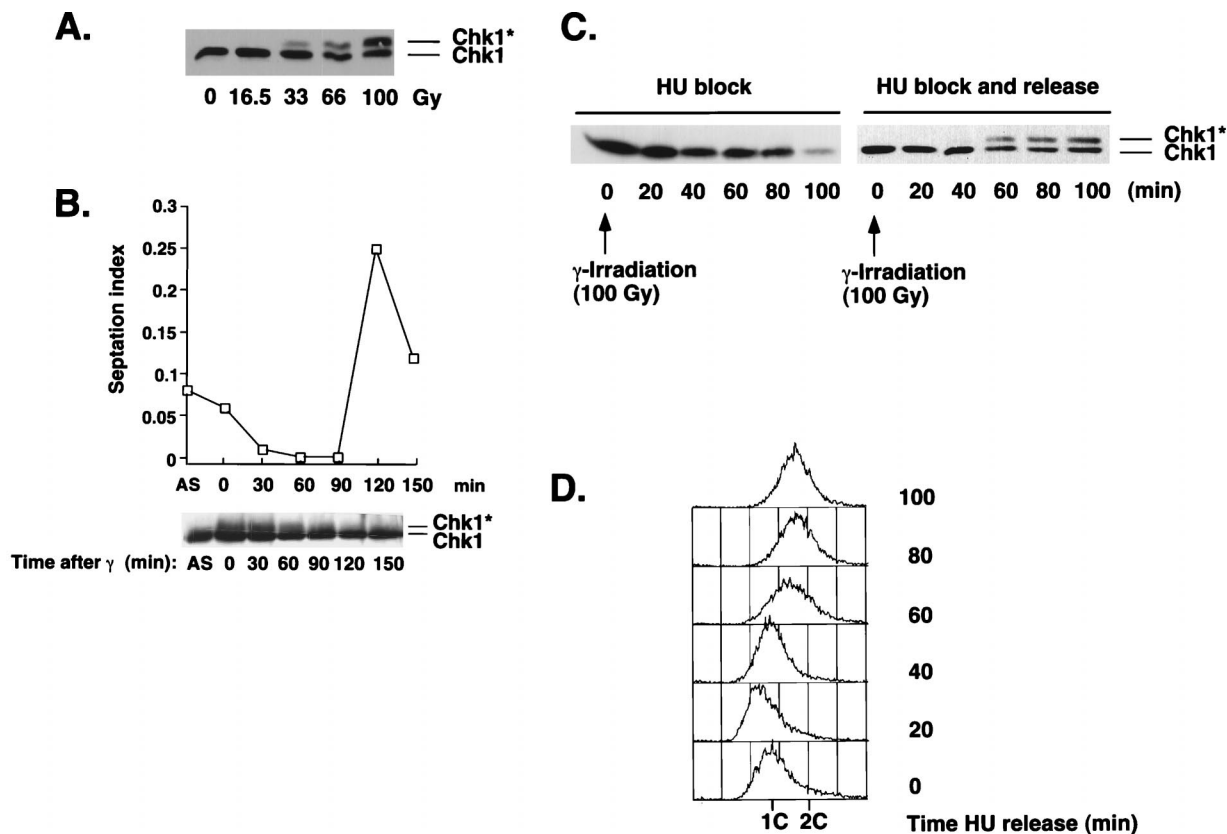 A.
Chk1*
Chk1
0 16.5 33 66 100 Gy
B.
Septation index
0.3
0.25
0.2
0.15
0.1
0.05
0
AS 0 30 60 90 120 150 min
Chk1*
Chk1
Time after γ (min): AS 0 30 60 90 120 150
C.
HU block
HU block and release
Chk1*
Chk1
0 20 40 60 80 100 0 20 40 60 80 100 (min)
γ-Irradiation
(100 Gy)
γ-Irradiation
(100 Gy)
D.
100
80
60
40
20
0
1C 2C
Time HU release (min)